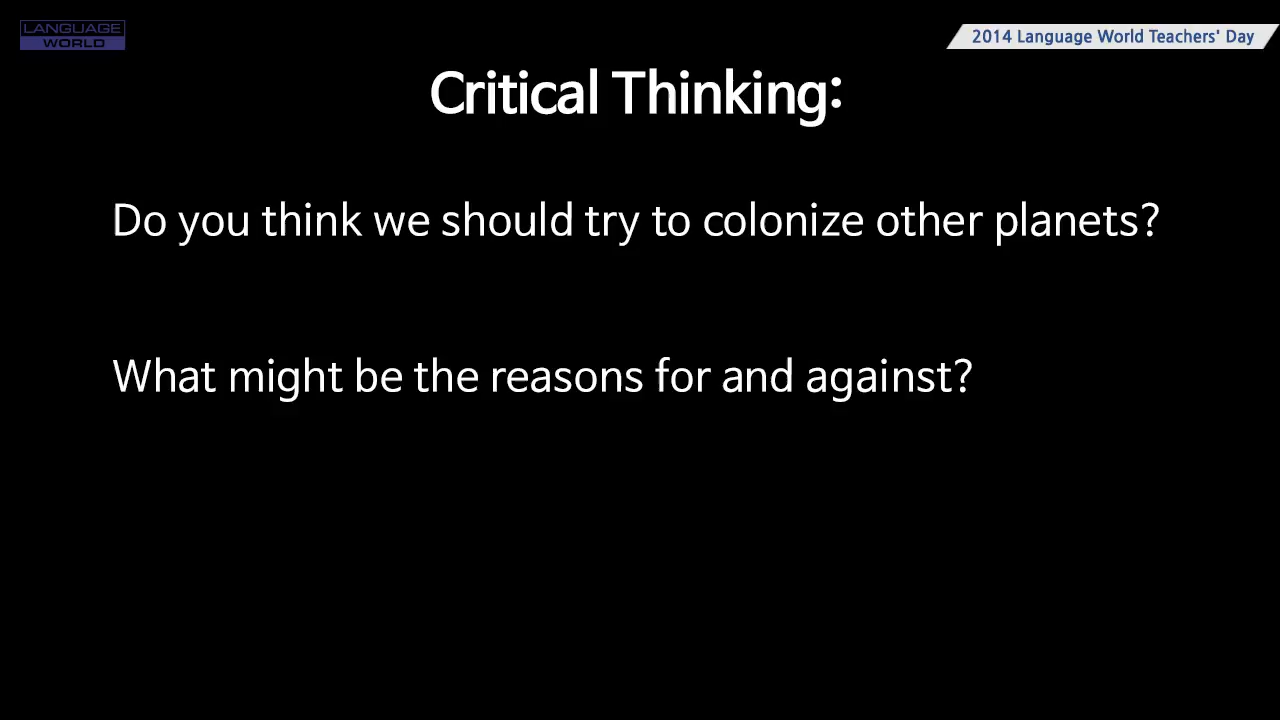 LANGUAGE
WORLD
2014 Language World Teachers' Day
Critical Thinking:
Do you think we should try to colonize other planets?
What might be the reasons for and against?